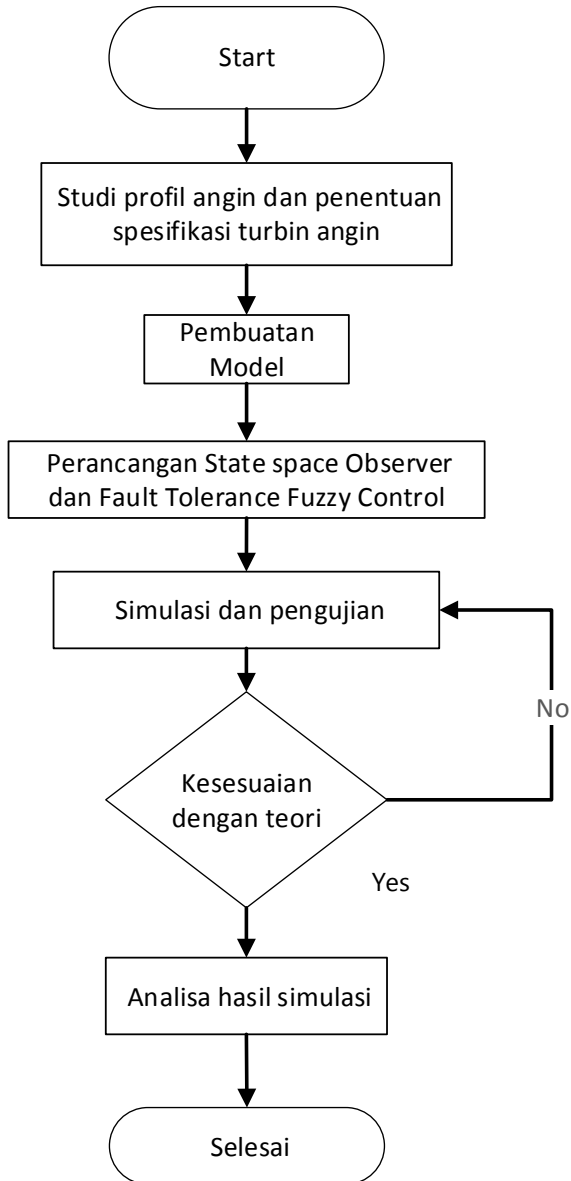 Start
Studi profil angin dan penentuan
spesifikasi turbin angin
Pembuatan
Model
Perancangan State space Observer
dan Fault Tolerance Fuzzy Control
Simulasi dan pengujian
No
Kesesuaian
dengan teori
Yes
Analisa hasil simulasi
Selesai